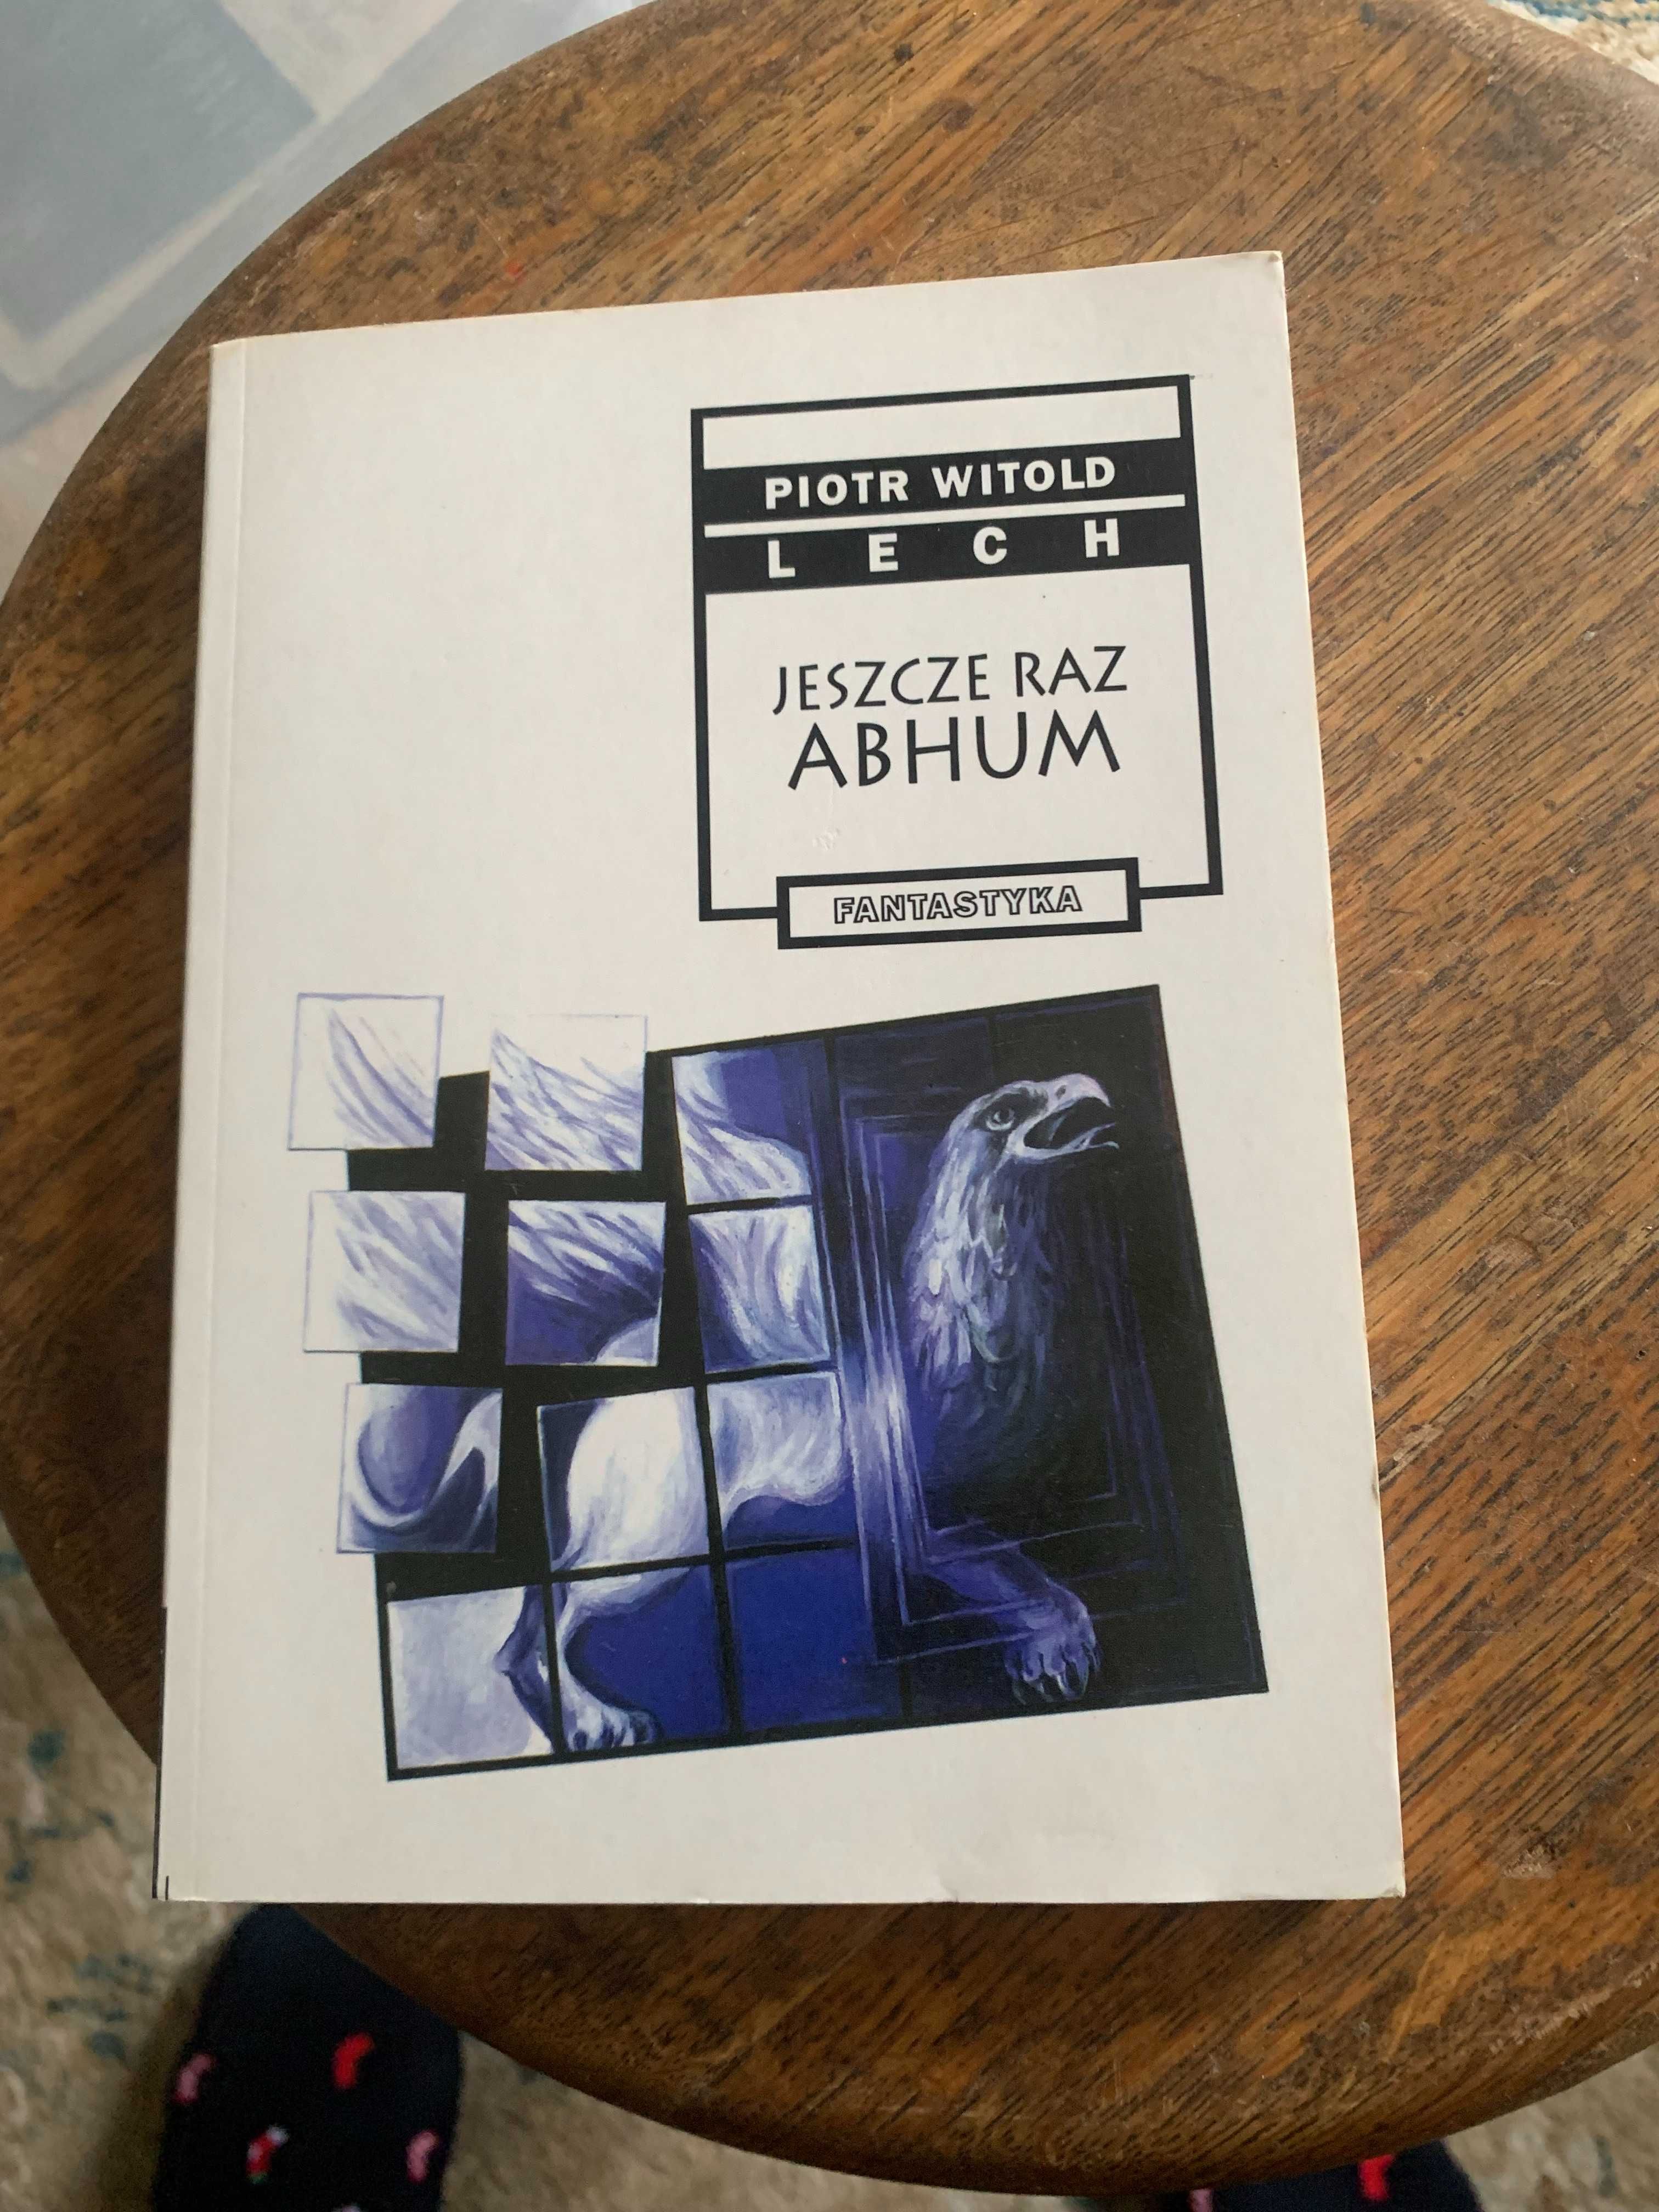 PIOTR WITOLD
LECH
JESZCZE RAZ
ABHUM
FANTASTYKA